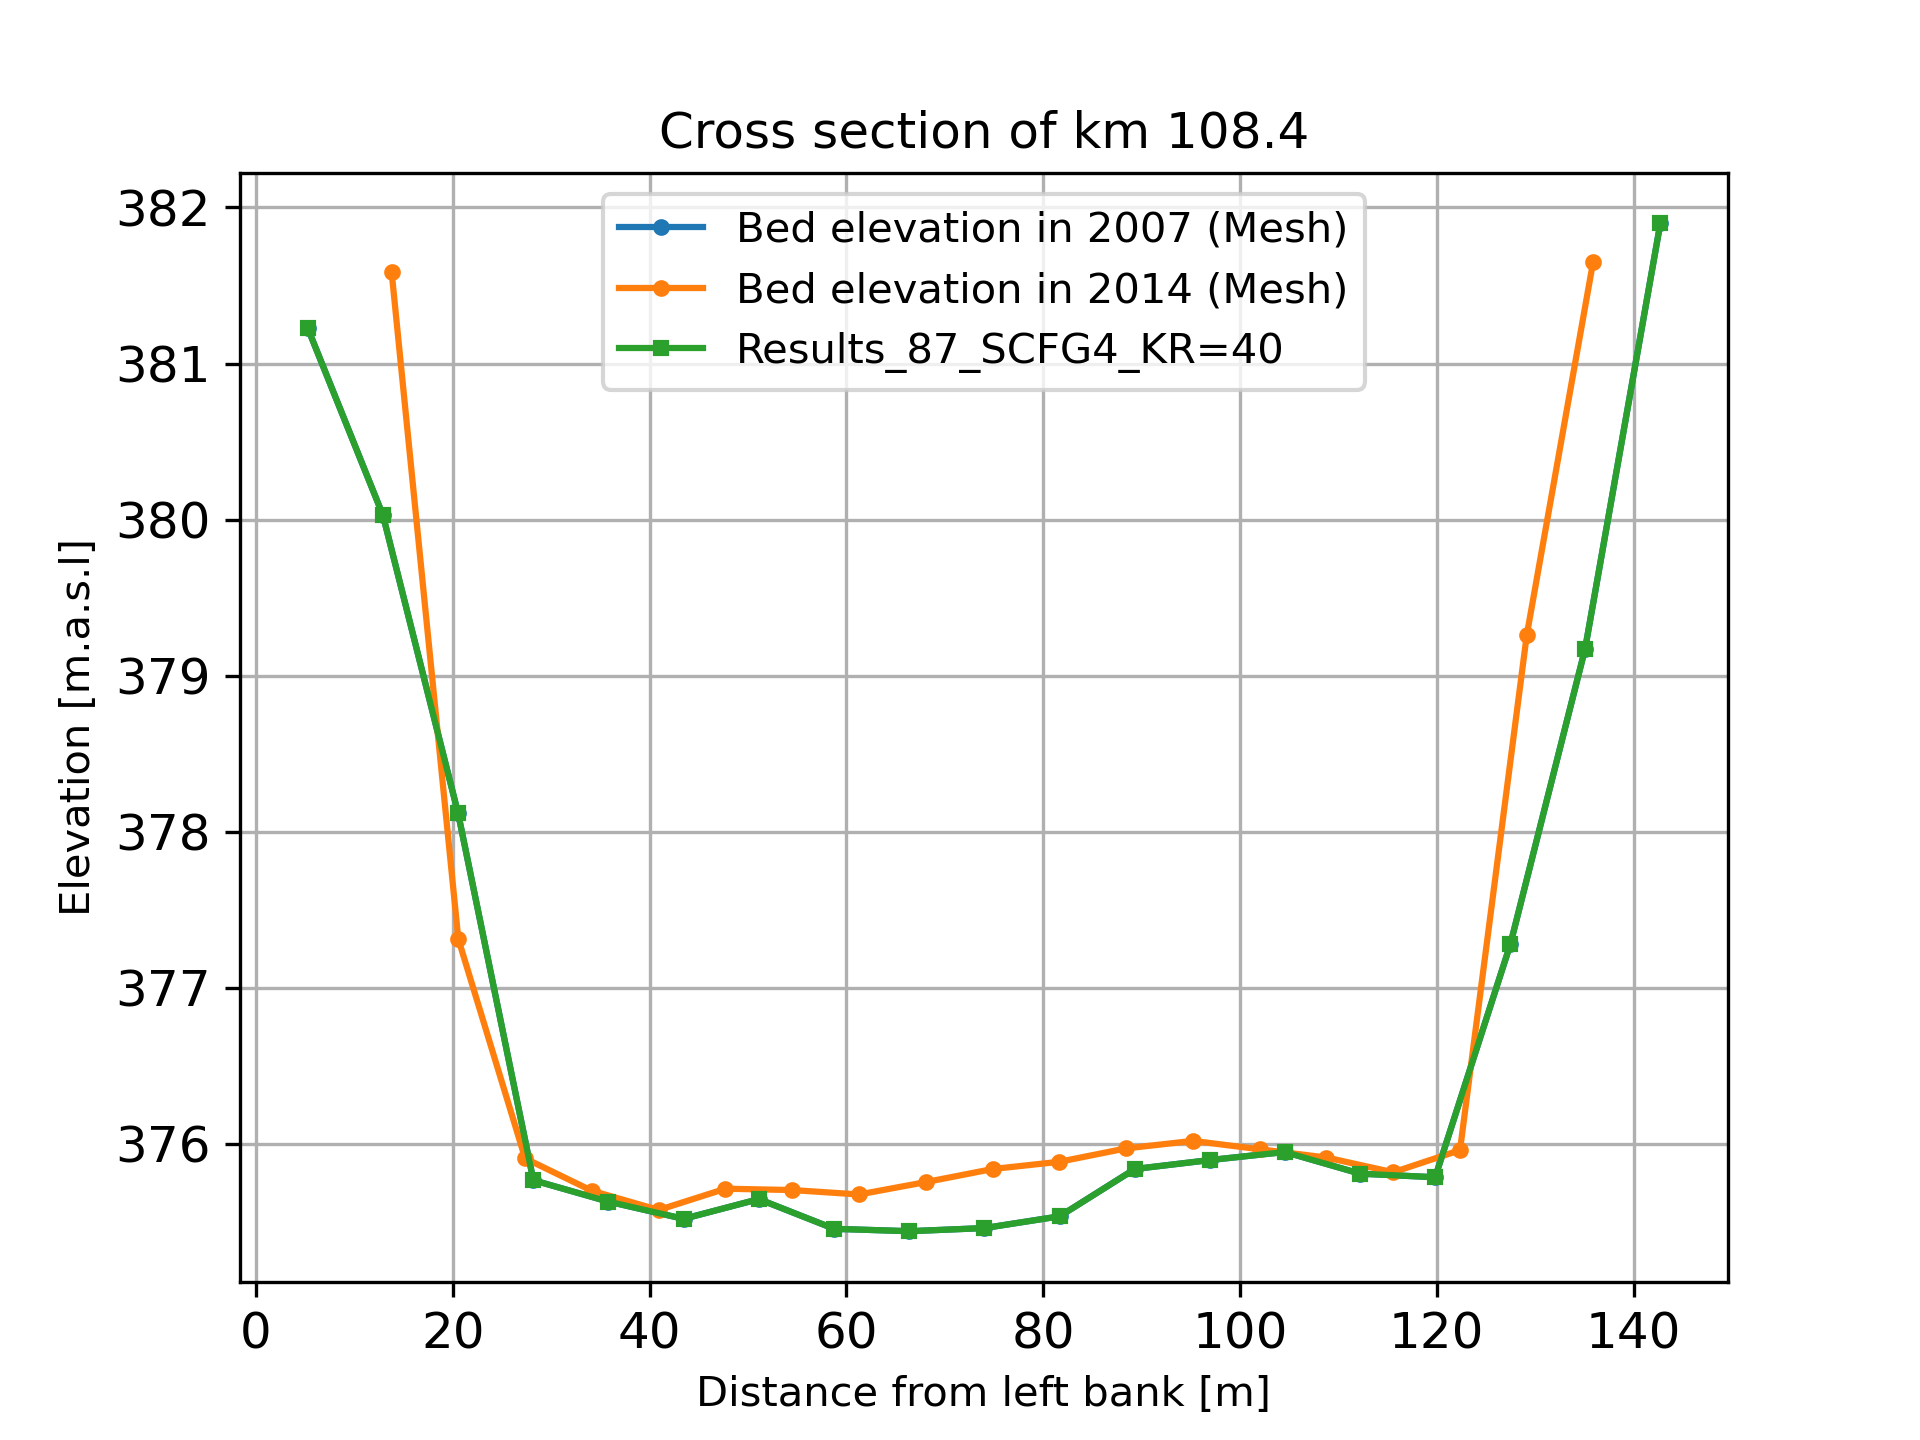 Cross section of km 108.4
Bed elevation in 2007 (Mesh)
Bed elevation in 2014 (Mesh)
Results_87_SCFG4_KR=40
382
381
380
379
378
377
376
Elevation [m.a.s.l]
0 20 40 60 80 100 120 140
Distance from left bank [m]